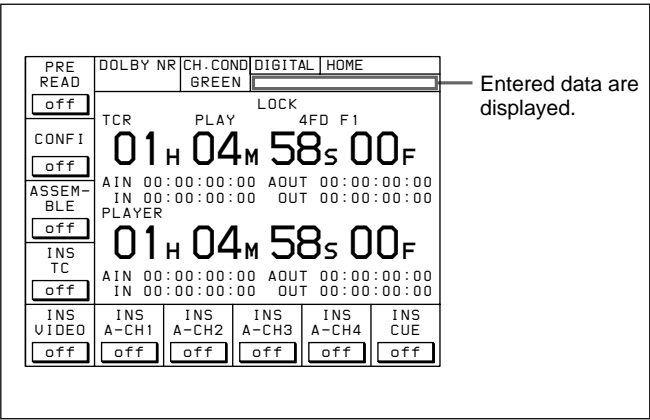 PRE
READ
off
DOLBY NR CH.COND DIGITAL HOME
GREEN
Entered data are
displayed.
LOCK
TCR PLAY 4FD F1
01H 04M 58S 00F
CONFI
off
AIN 00:00:00:00 AOUT 00:00:00:00
IN 00:00:00:00 OUT 00:00:00:00
ASSEM-
BLE
off
PLAYER
01H 04M 58S 00F
INS
TC
off
AIN 00:00:00:00 AOUT 00:00:00:00
IN 00:00:00:00 OUT 00:00:00:00
INS
VIDEO
off
INS
A-CH1
off
INS
A-CH2
off
INS
A-CH3
off
INS
A-CH4
off
INS
CUE
off